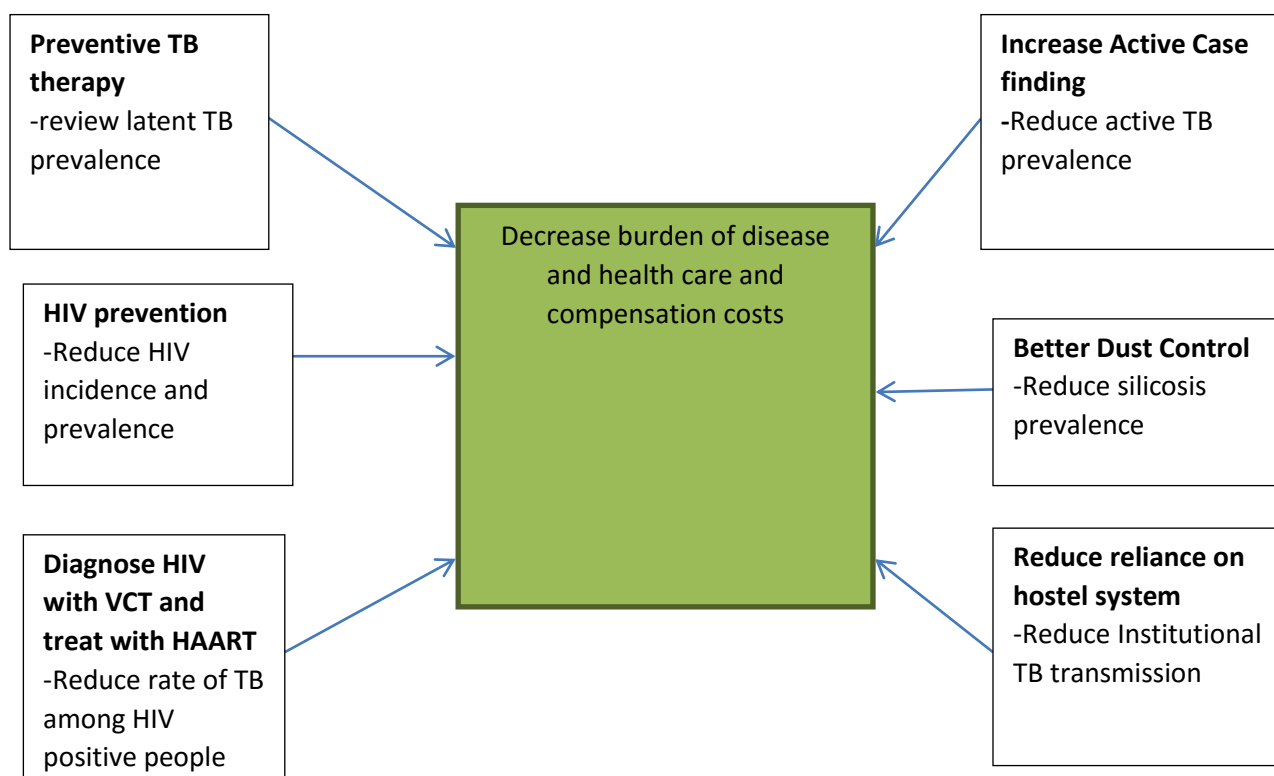 Preventive TB
therapy
-review latent TB
prevalence
HIV prevention
-Reduce HIV
incidence and
prevalence
Diagnose HIV
with VCT and
treat with HAART
-Reduce rate of TB
among HIV
positive people
Decrease burden of disease
and health care and
compensation costs
Increase Active Case
finding
-Reduce active TB
prevalence
Better Dust Control
-Reduce silicosis
prevalence
Reduce reliance on
hostel system
-Reduce Institutional
TB transmission